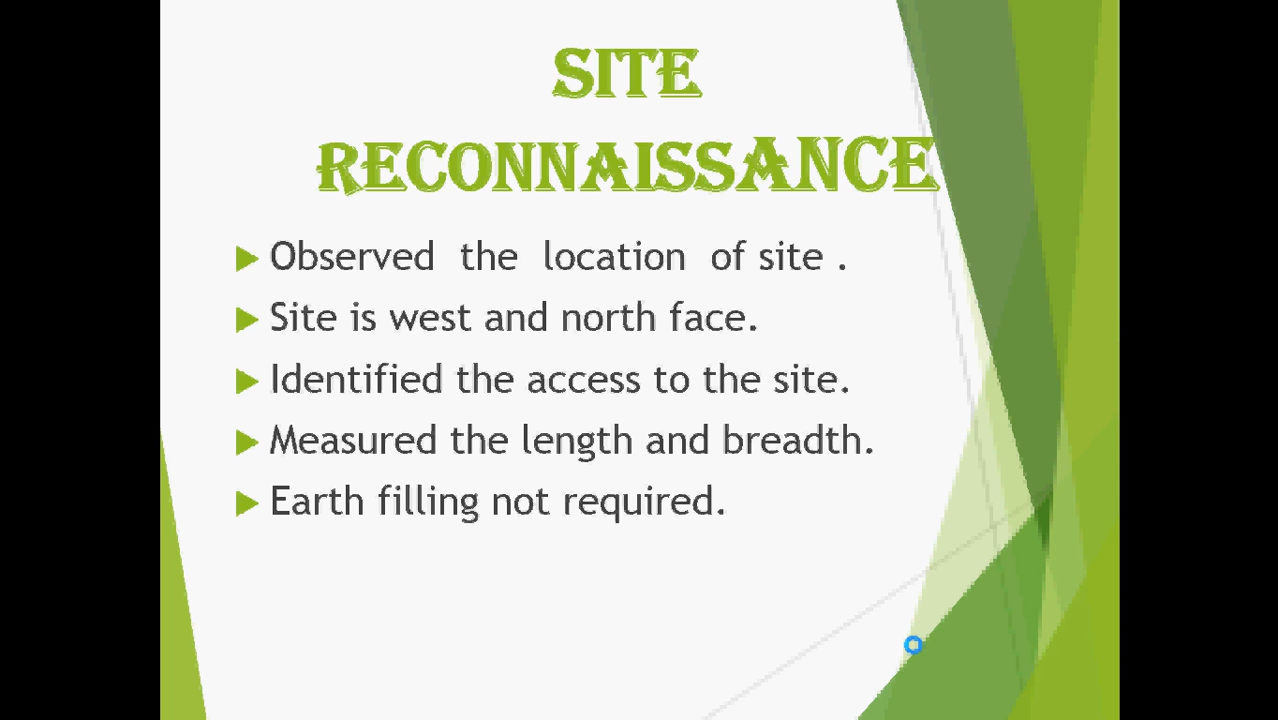 SITE
RECONNAISSANCE
Observed the location of site .
Site is west and north face.
Identified the access to the site.
Measured the length and breadth.
Earth filling not required.